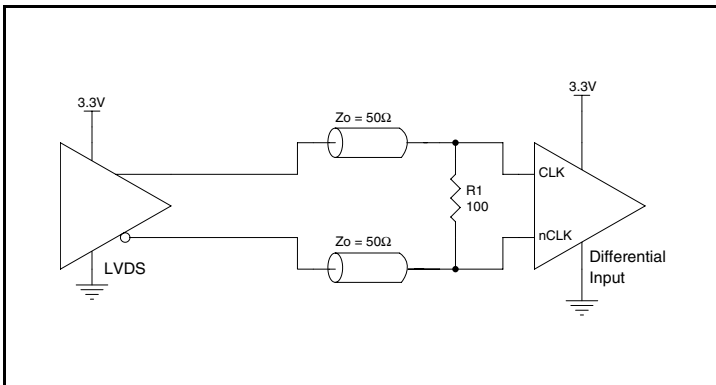 3.3V
3.3V
Zo = 50Ω
CLK
R1
100
Zo = 50Ω
nCLK
LVDS
Differential
Input